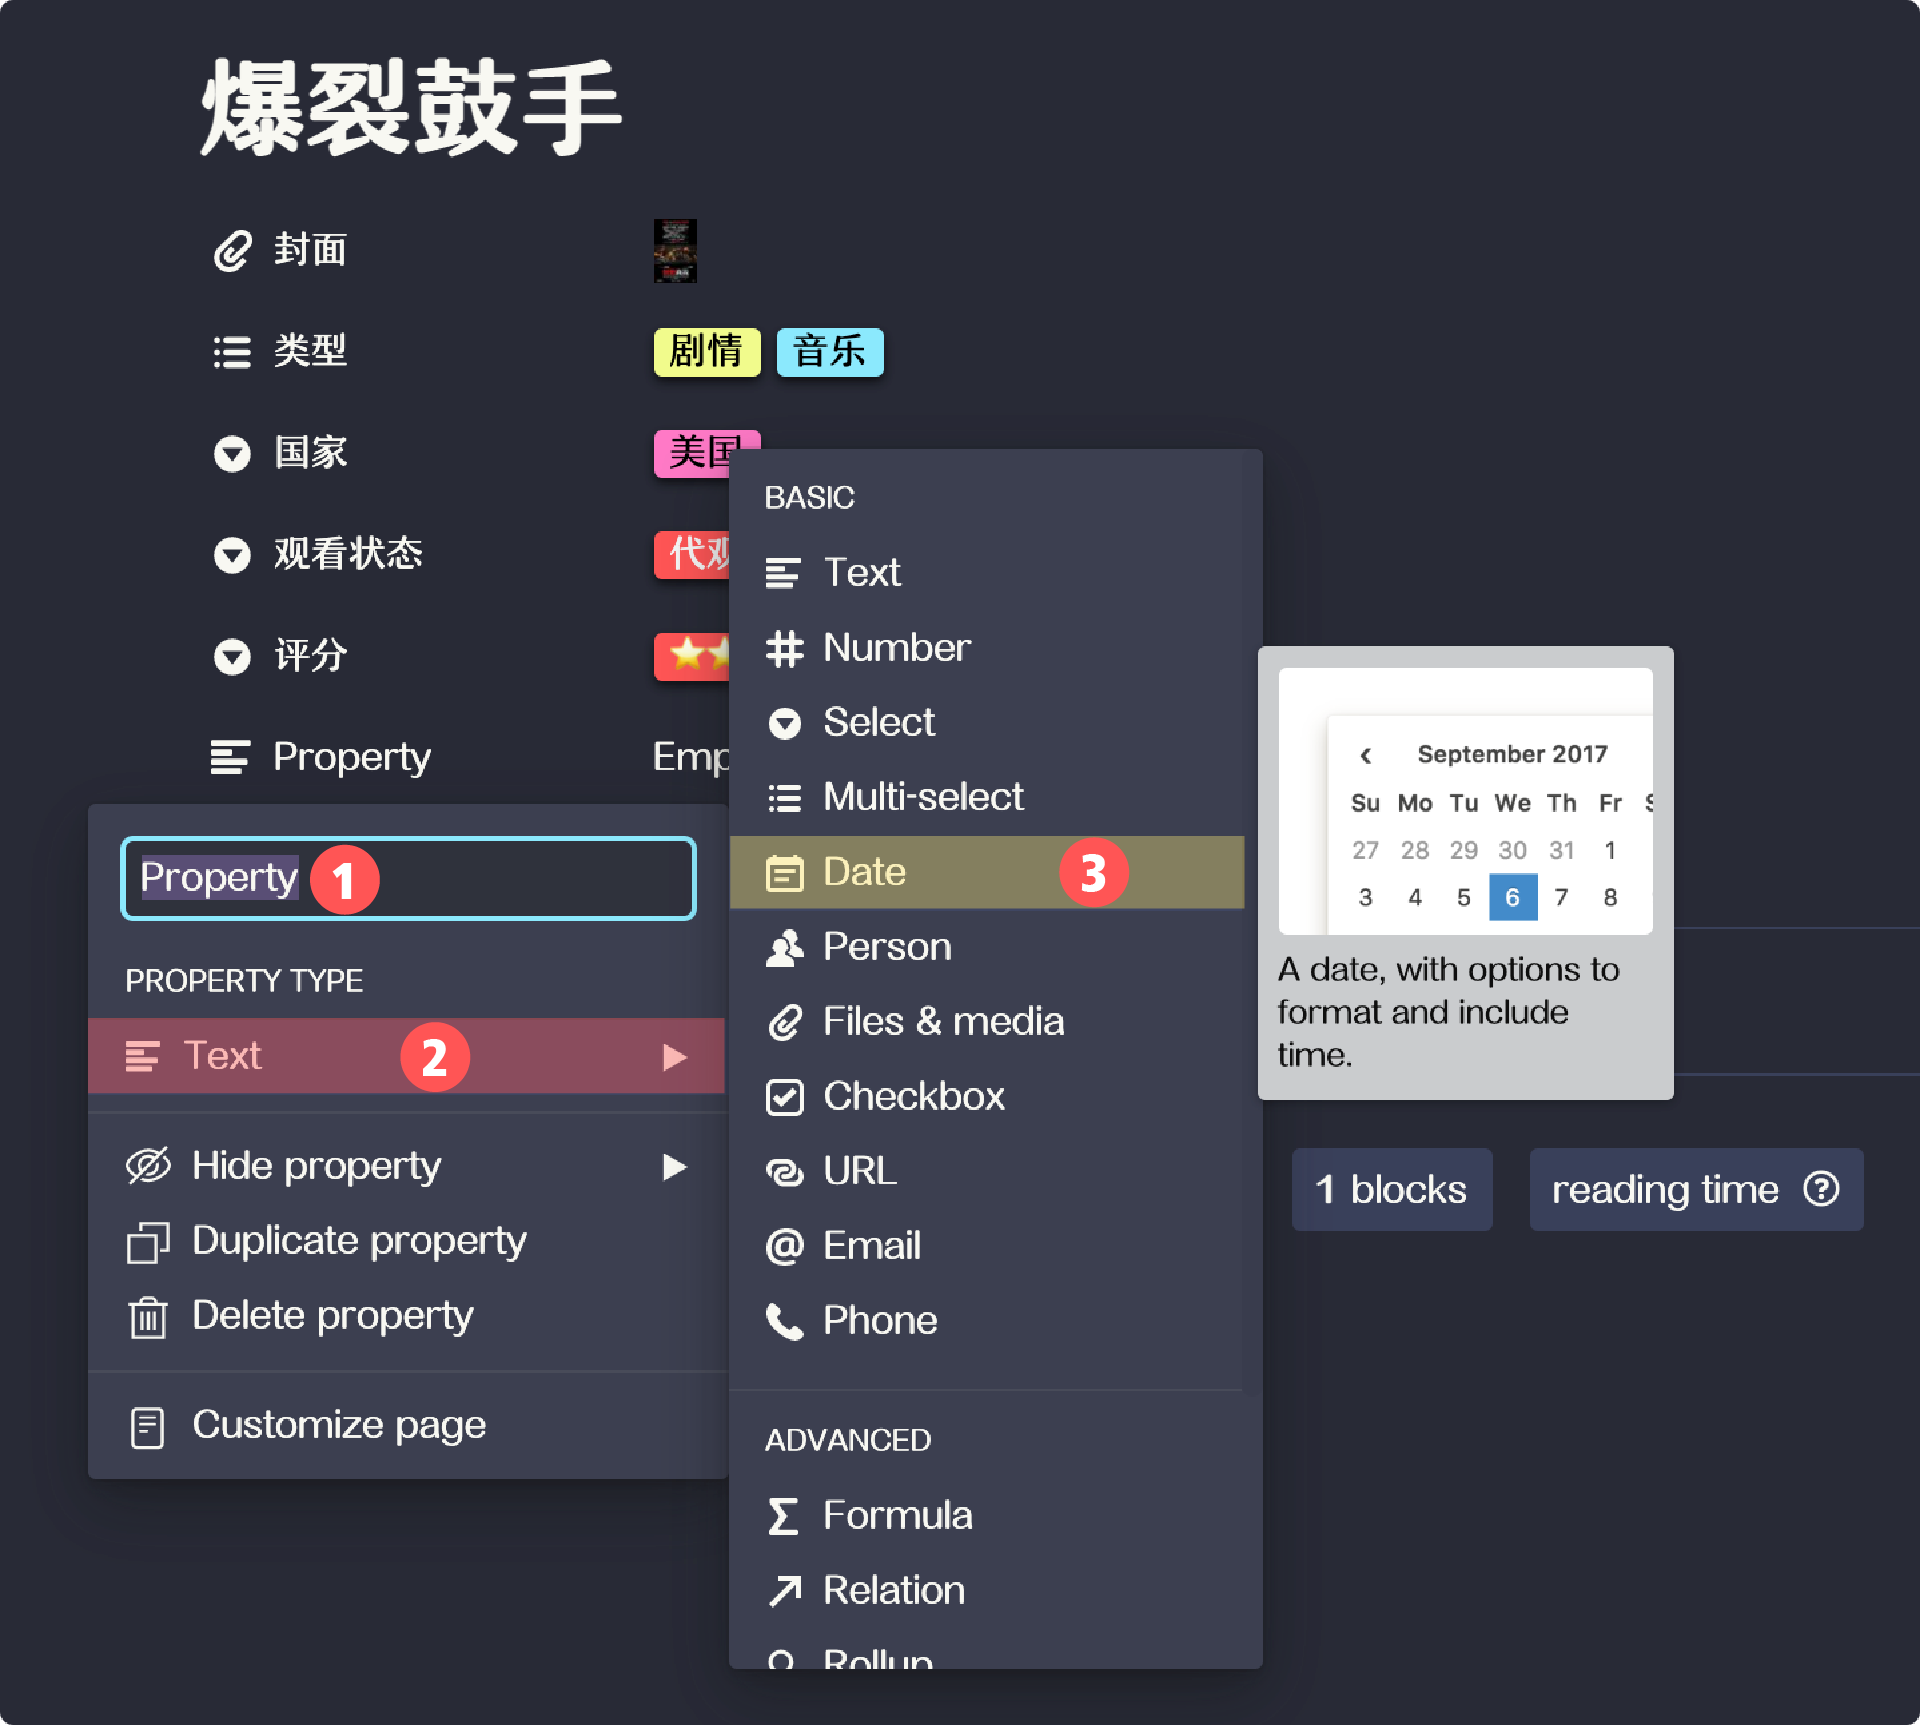 爆裂鼓手
封面
类型 剧情 音乐
国家 美国
观看状态 代观
评分
Property Emp
Property 1
PROPERTY TYPE
Text 2
Hide property
Duplicate property
Delete property
Customize page
BASIC
Text
Number
Select
Multi-select
Date 3
Person
Files & media
Checkbox
URL
Email
Phone
ADVANCED
Formula
Relation
Rollup
September 2017
Su Mo Tu We Th Fr S
27 28 29 30 31 1
3 4 5 6 7 8
A date, with options to
format and include
time.
1 blocks reading time